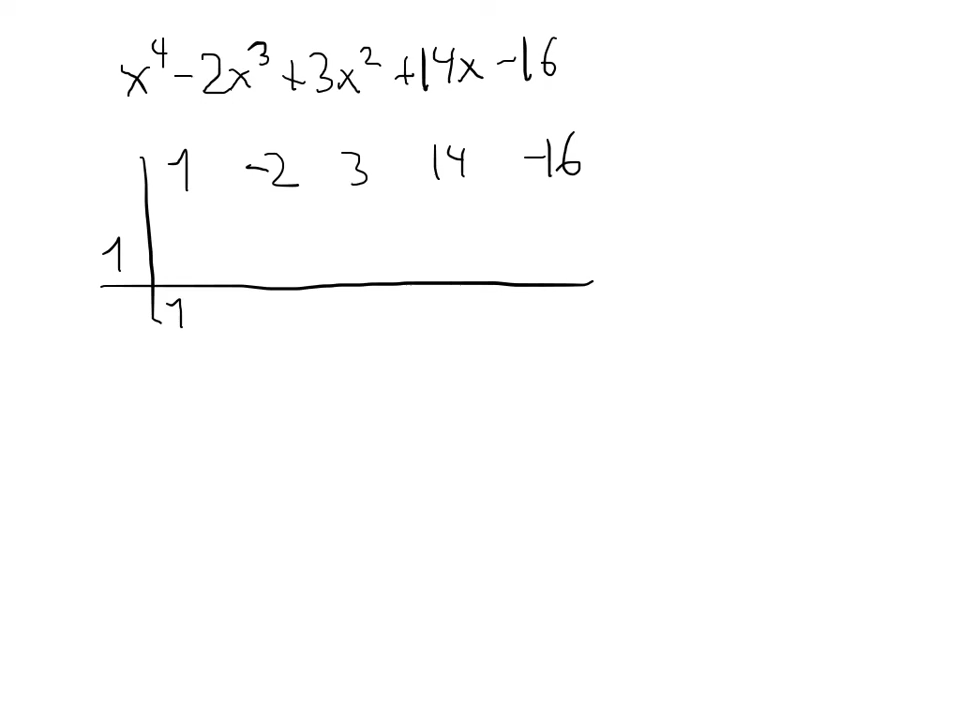 x⁴ - 2x³ + 3x² + 14x - 16
1 -2 3 14 -16
1
1